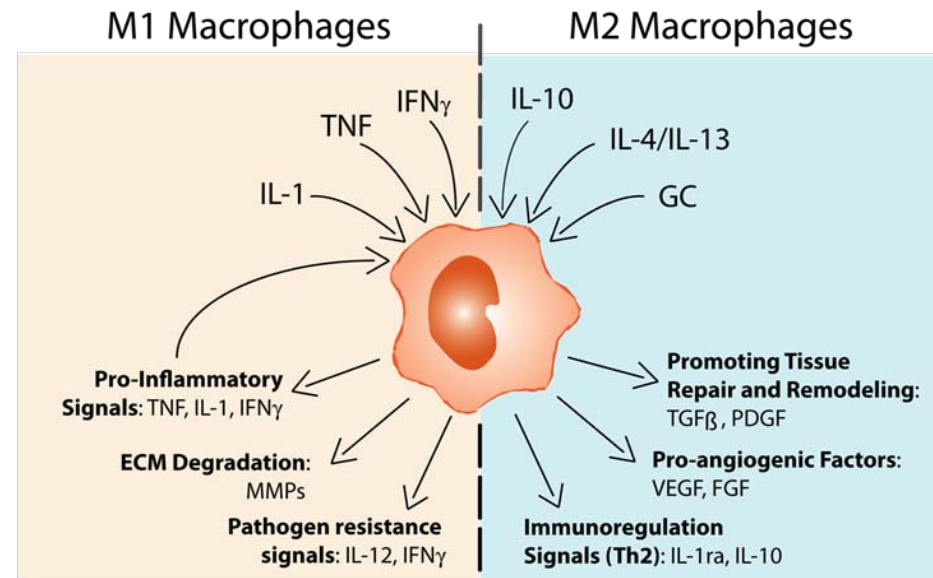 M1 Macrophages
M2 Macrophages
IFNγ
TNF
IL-1
IL-10
IL-4/IL-13
GC
Pro-Inflammatory
Signals: TNF, IL-1, IFNγ
ECM Degradation:
MMPs
Pathogen resistance
signals: IL-12, IFNγ
Promoting Tissue
Repair and Remodeling:
TGFß, PDGF
Pro-angiogenic Factors:
VEGF, FGF
Immunoregulation
Signals (Th2): IL-1ra, IL-10